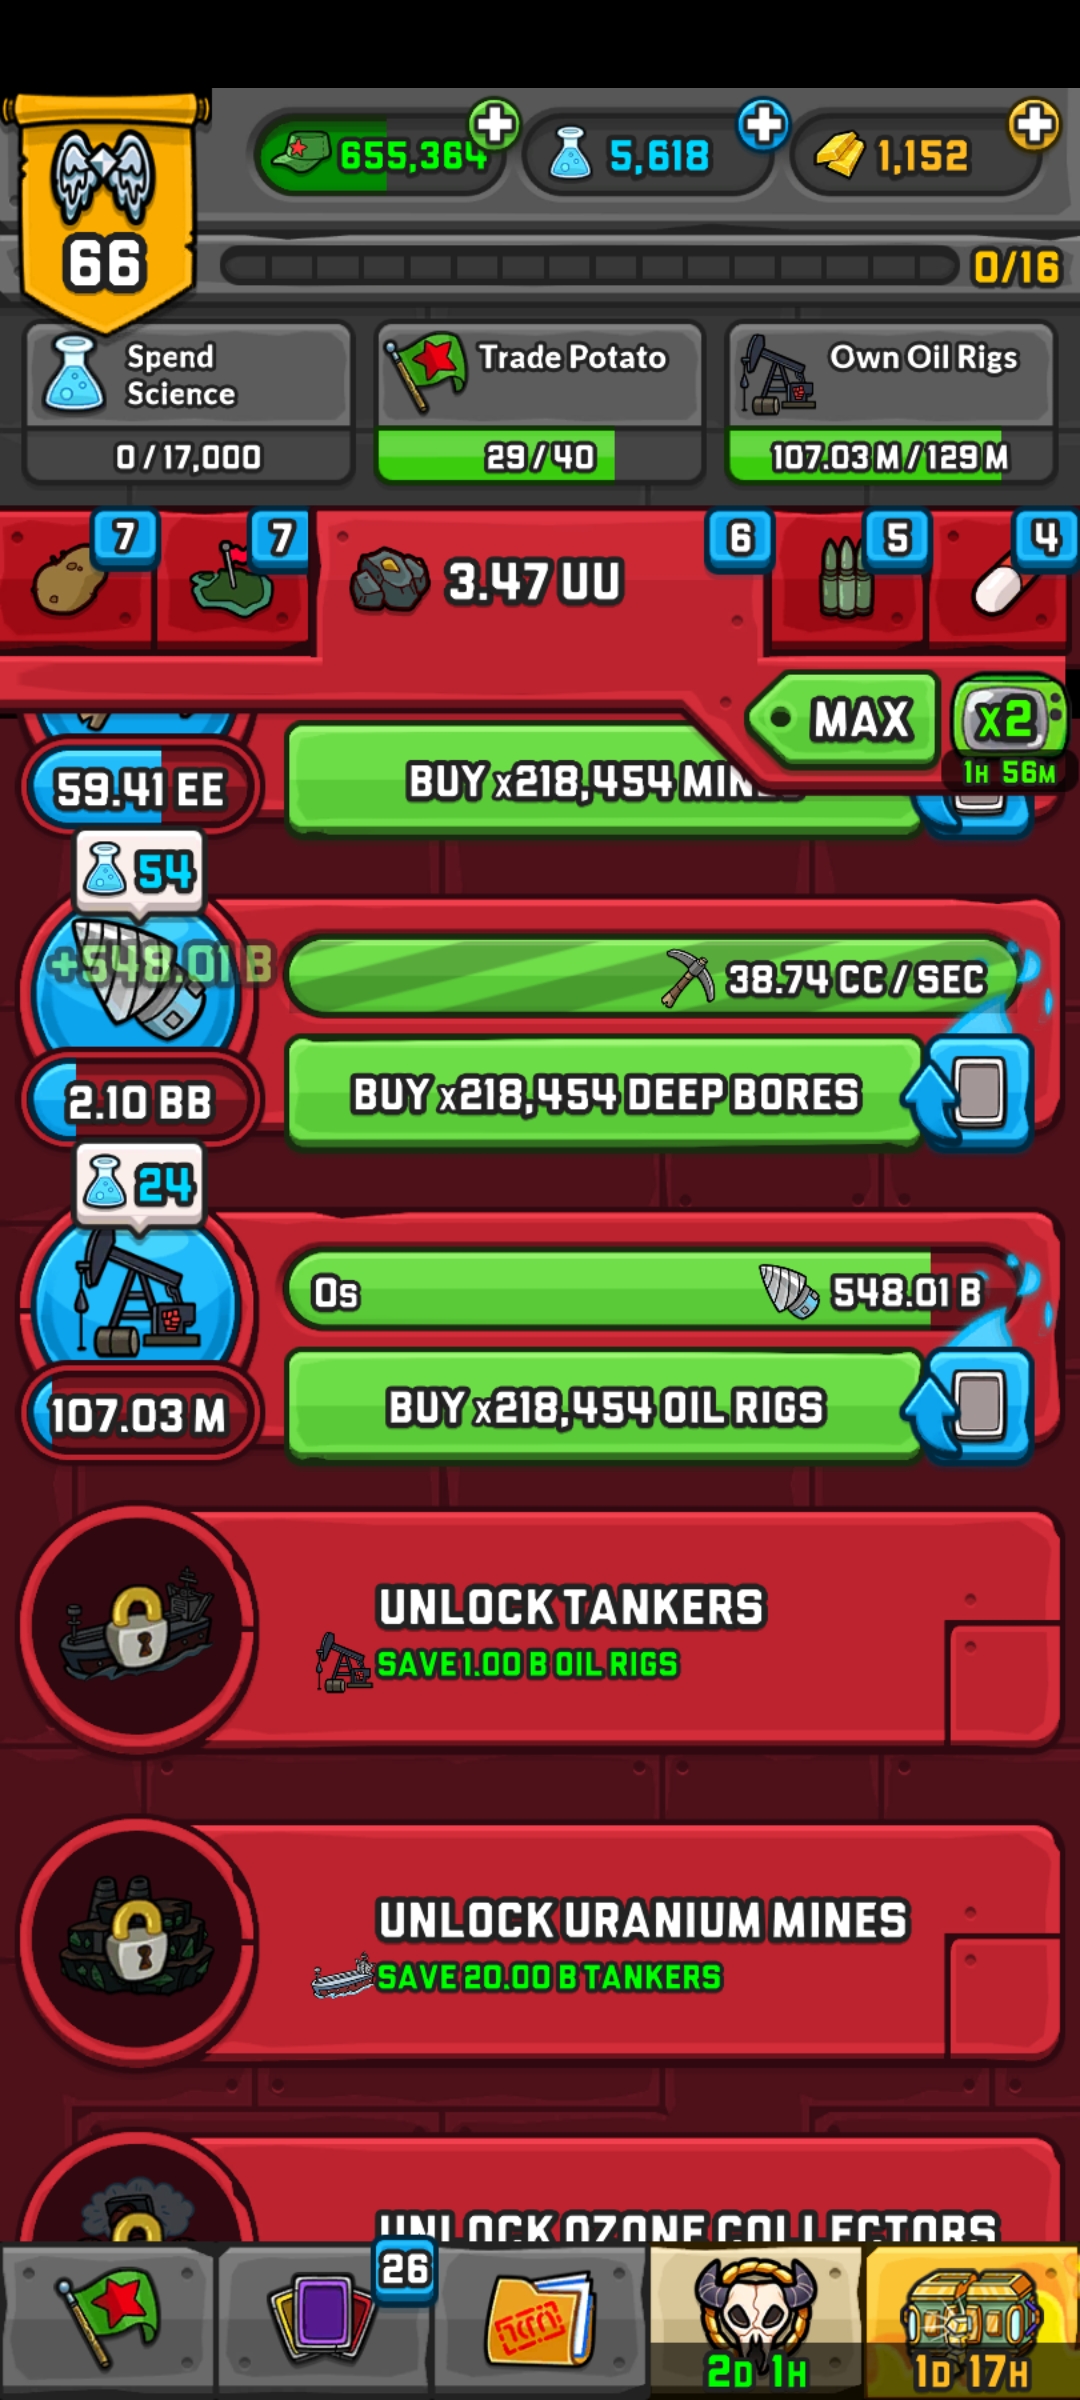 655,364
5,618
1,152
66
0/16
Spend
Science
0/17,000
Trade Potato
29/40
Own Oil Rigs
107.03 M/129 M
7
7
3.47 UU
6
5
4
MAX
x2
1H 56M
59.41 EE
BUY x218,454
54
+548.01 B
38.74 CC/SEC
2.10 BB
BUY x218,454 DEEP BORES
24
0s
548.01 B
107.03 M
BUY x218,454 OIL RIGS
UNLOCK TANKERS
SAVE 1.00 B OIL RIGS
UNLOCK URANIUM MINES
SAVE 20.00 B TANKERS
UNLOCK OZONE COLLECTORS
26
2D 1H
1D 17H